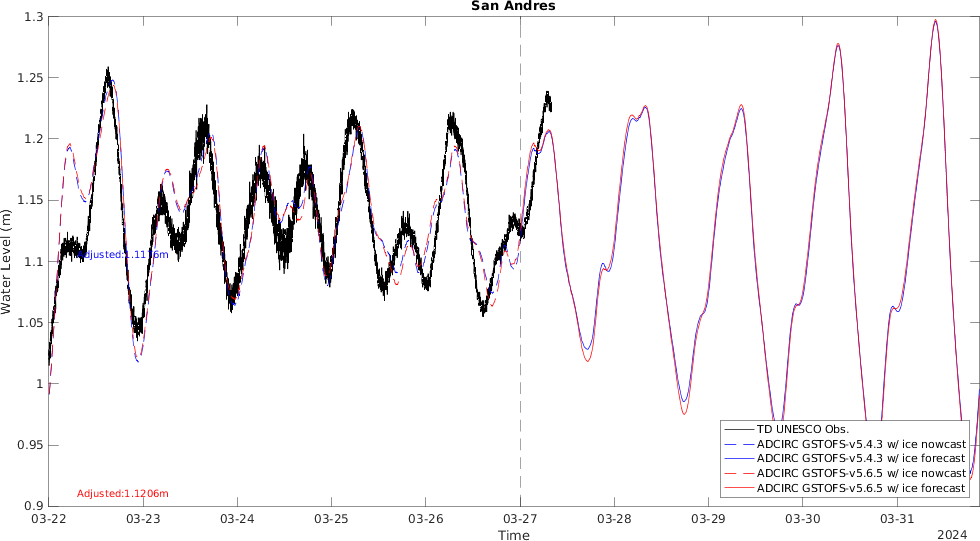 San Andres
1.3
1.25
1.2
1.15
1.1
1.05
1
0.95
0.9
Water Level (m)
Adjusted:1.1206m
TD UNESCO Obs.
ADCIRC GSTOFS-v5.4.3 w/ ice nowcast
ADCIRC GSTOFS-v5.4.3 w/ ice forecast
ADCIRC GSTOFS-v5.6.5 w/ ice nowcast
ADCIRC GSTOFS-v5.6.5 w/ ice forecast
03-22 03-23 03-24 03-25 03-26 03-27 03-28 03-29 03-30 03-31
Time
2024